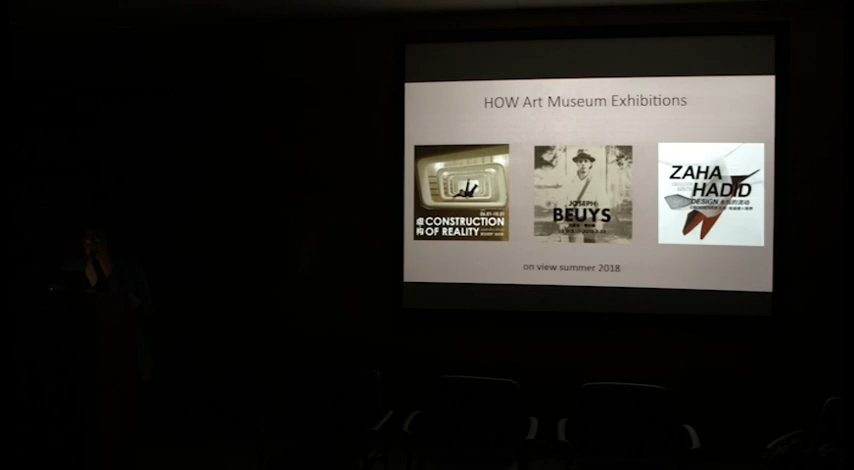 HOW Art Museum Exhibitions
CONSTRUCTION
OF REALITY
JOSEPH
BEUYS
ZAHA
HADID
DESIGN
on view summer 2018